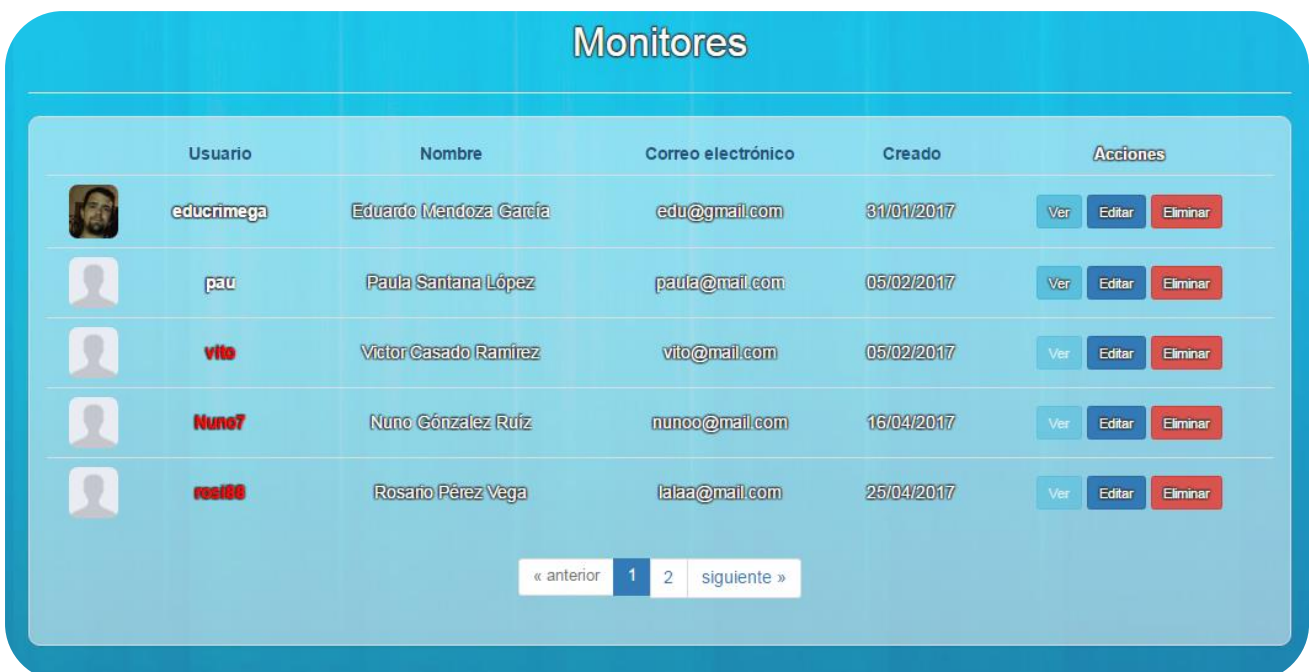 Monitores
Usuario Nombre Correo electrónico Creado Acciones
educrimega Eduardo Mendoza García edu@gmail.com 31/01/2017 Ver Editar Eliminar
pau Paula Santana López paula@mail.com 05/02/2017 Ver Editar Eliminar
vito Victor Casado Ramírez vito@mail.com 05/02/2017 Ver Editar Eliminar
Nuno7 Nuno Gónzalez Ruíz nunoo@mail.com 16/04/2017 Ver Editar Eliminar
rosi88 Rosario Pérez Vega lalaa@mail.com 25/04/2017 Ver Editar Eliminar
« anterior 1 2 siguiente »